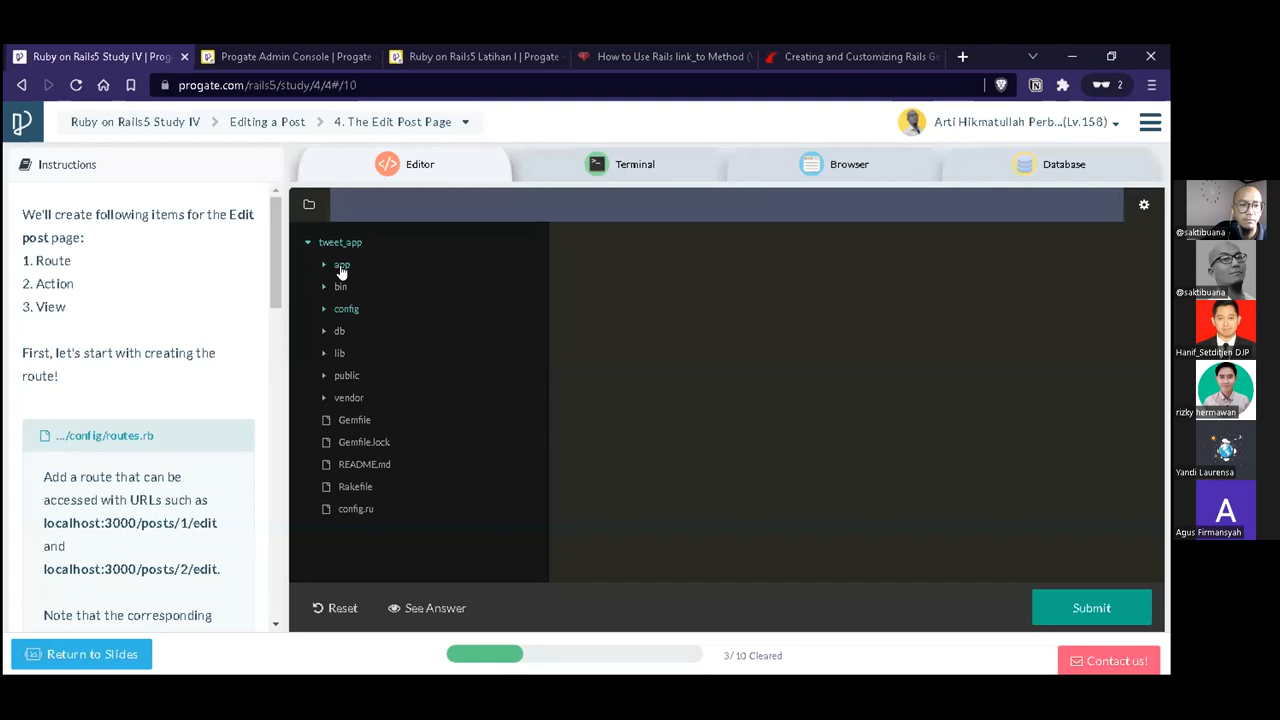 Ruby on Rails5 Study IV | Prog
Progate Admin Console | Progate
Ruby on Rails5 Latihan I | Progate
How to Use Rails link_to Method (
Creating and Customizing Rails Ge
progate.com/rails5/study/4/4#/10
2
Ruby on Rails5 Study IV
Editing a Post
4. The Edit Post Page
Arti Hikmatullah Perb...(Lv.158)
Instructions
Editor
Terminal
Browser
Database
We'll create following items for the Edit
post page:
1. Route
2. Action
3. View
First, let's start with creating the
route!
.../config/routes.rb
Add a route that can be
accessed with URLs such as
localhost:3000/posts/1/edit
and
localhost:3000/posts/2/edit.
Note that the corresponding
tweet_app
app
bin
config
db
lib
public
vendor
Gemfile
Gemfile.lock
README.md
Rakefile
config.ru
Reset
See Answer
Submit
Return to Slides
3/10 Cleared
Contact us!
@saktibuana
@saktibuana
Hanif_Setditjen DJP
rizky hermawan
Yandi Laurensa
A
Agus Firmansyah